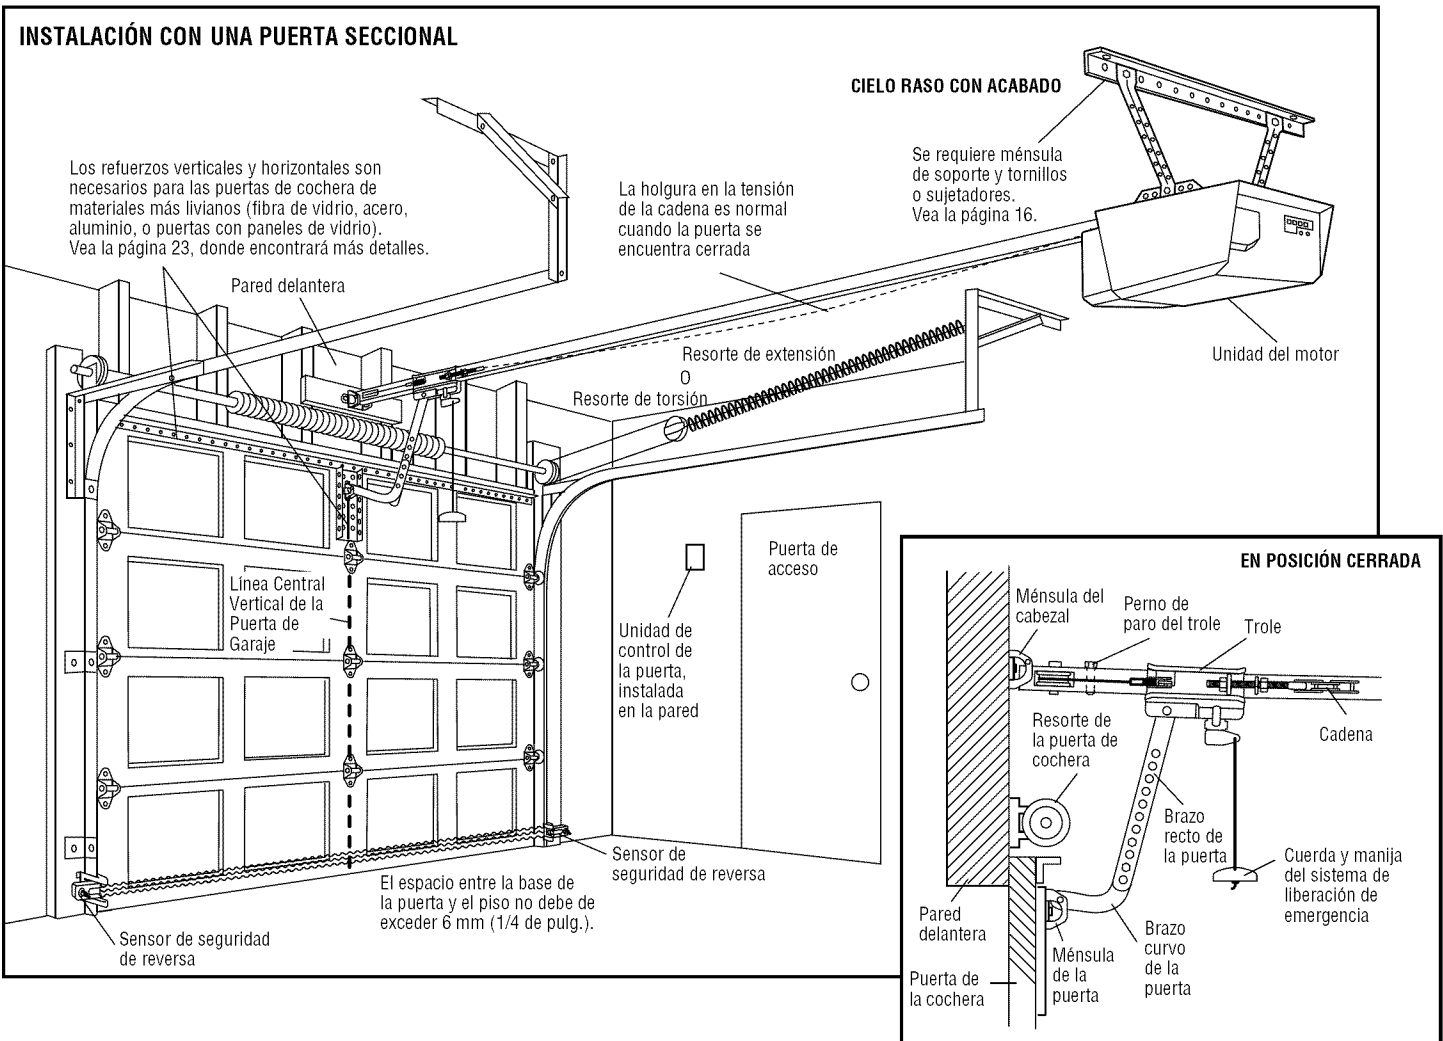 INSTALACIÓN CON UNA PUERTA SECCIONAL
CIELO RASO CON ACABADO
Se requiere ménsula
de soporte y tornillos
o sujetadores.
Vea la página 16.
Los refuerzos verticales y horizontales son
necesarios para las puertas de cochera de
materiales más livianos (fibra de vidrio, acero,
aluminio, o puertas con paneles de vidrio).
Vea la página 23, donde encontrará más detalles.
La holgura en la tensión
de la cadena es normal
cuando la puerta se
encuentra cerrada
Pared delantera
Unidad del motor
Resorte de extensión
O
Resorte de torsión
Línea Central
Vertical de la
Puerta de
Garaje
Unidad de
control de
la puerta,
instalada
en la pared
Puerta de
acceso
Sensor de
seguridad de reversa
El espacio entre la base de
la puerta y el piso no debe de
exceder 6 mm (1/4 de pulg.).
Sensor de seguridad
de reversa
EN POSICIÓN CERRADA
Ménsula del
cabezal
Perno de
paro del trole
Trole
Cadena
Resorte de
la puerta de
cochera
Brazo
recto de
la puerta
Cuerda y manija
del sistema de
liberación de
emergencia
Pared
delantera
Brazo
curvo
de la
puerta
Ménsula
de la
puerta
Puerta de
la cochera